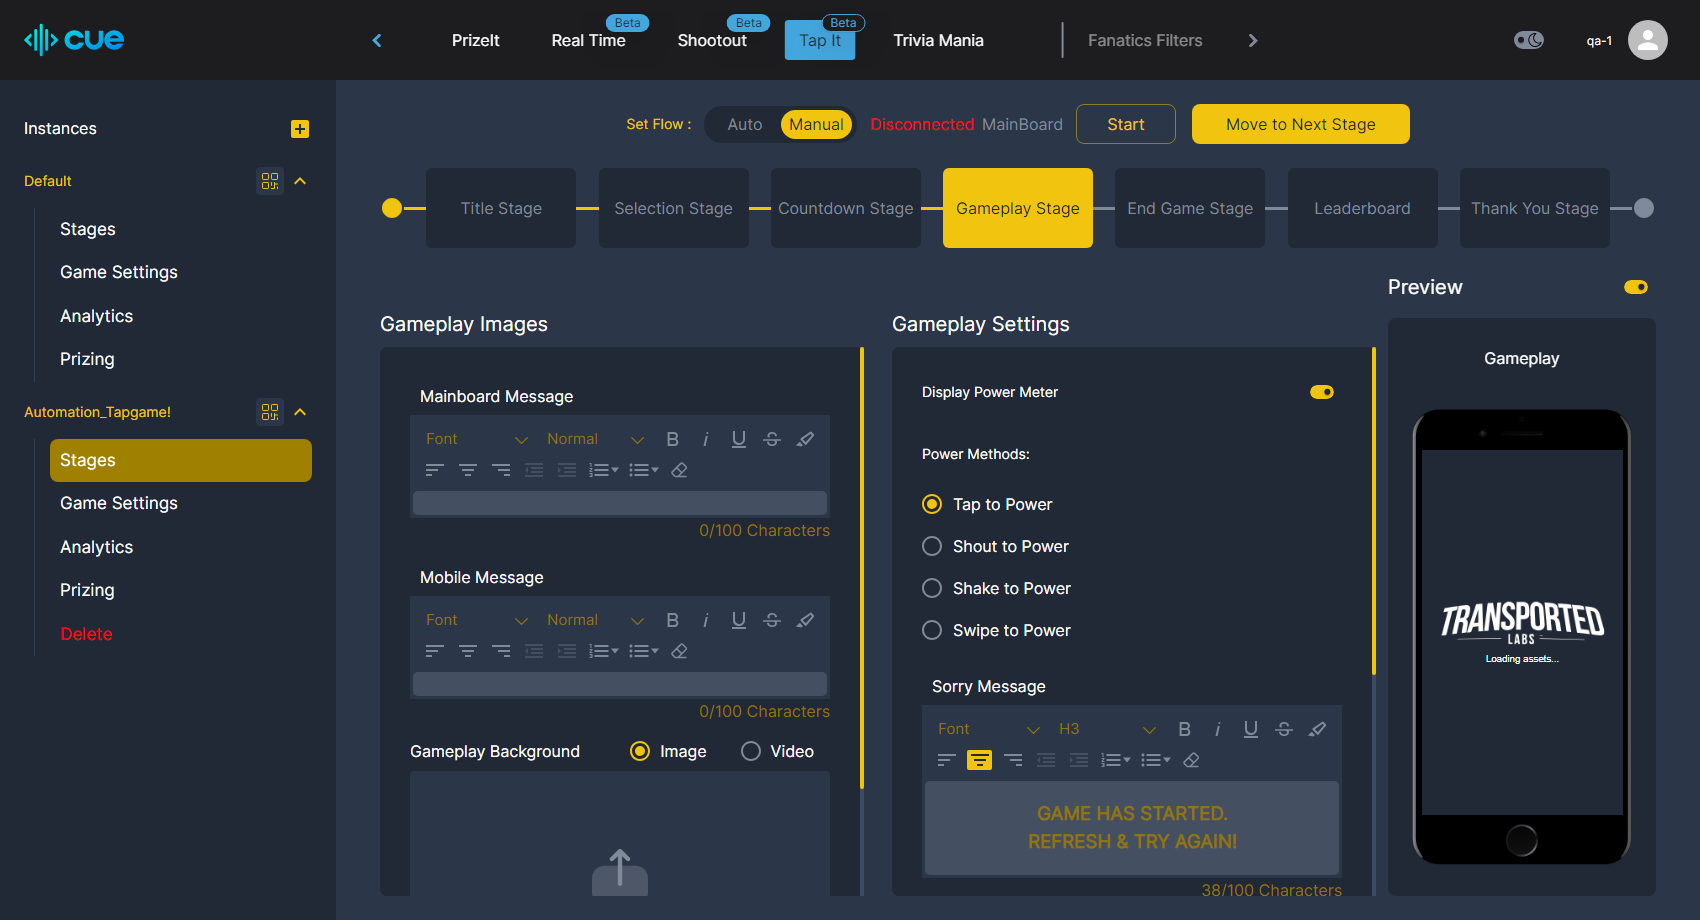 cue
PrizeIt
Real Time
Beta
Shootout
Beta
Tap It
Beta
Trivia Mania
Fanatics Filters
qa-1
Instances
Default
Stages
Game Settings
Analytics
Prizing
Automation_Tapgame!
Stages
Game Settings
Analytics
Prizing
Delete
Set Flow :
Auto
Manual
Disconnected MainBoard
Start
Move to Next Stage
Title Stage
Selection Stage
Countdown Stage
Gameplay Stage
End Game Stage
Leaderboard
Thank You Stage
Gameplay Images
Mainboard Message
Font
Normal
B i U S
0/100 Characters
Mobile Message
Font
Normal
B i U S
0/100 Characters
Gameplay Background
Image
Video
Gameplay Settings
Display Power Meter
Power Methods:
Tap to Power
Shout to Power
Shake to Power
Swipe to Power
Sorry Message
Font
H3
B i U S
GAME HAS STARTED.
REFRESH & TRY AGAIN!
38/100 Characters
Preview
Gameplay
TRANSPORTED
LABS
Loading assets...